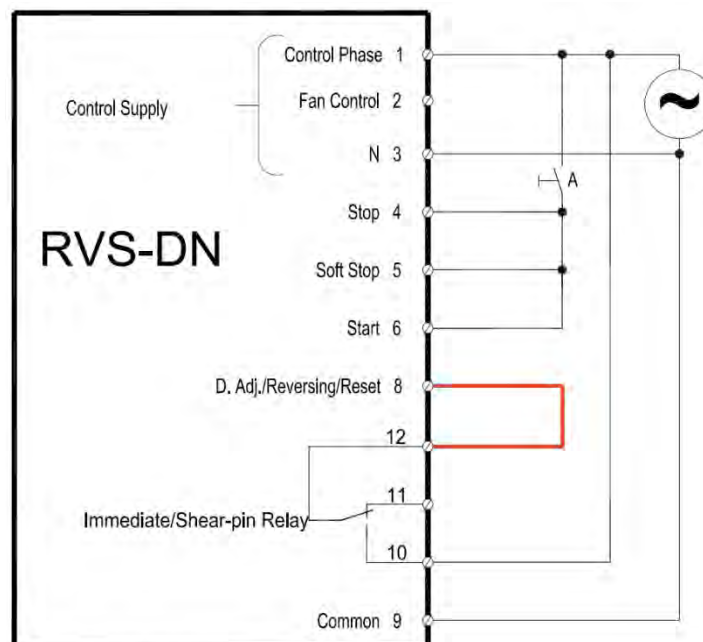 Control Phase 1
Control Supply
Fan Control 2
N 3
A
Stop 4
RVS-DN
Soft Stop 5
Start 6
D. Adj./Reversing/Reset 8
12
11
Immediate/Shear-pin Relay
10
Common 9